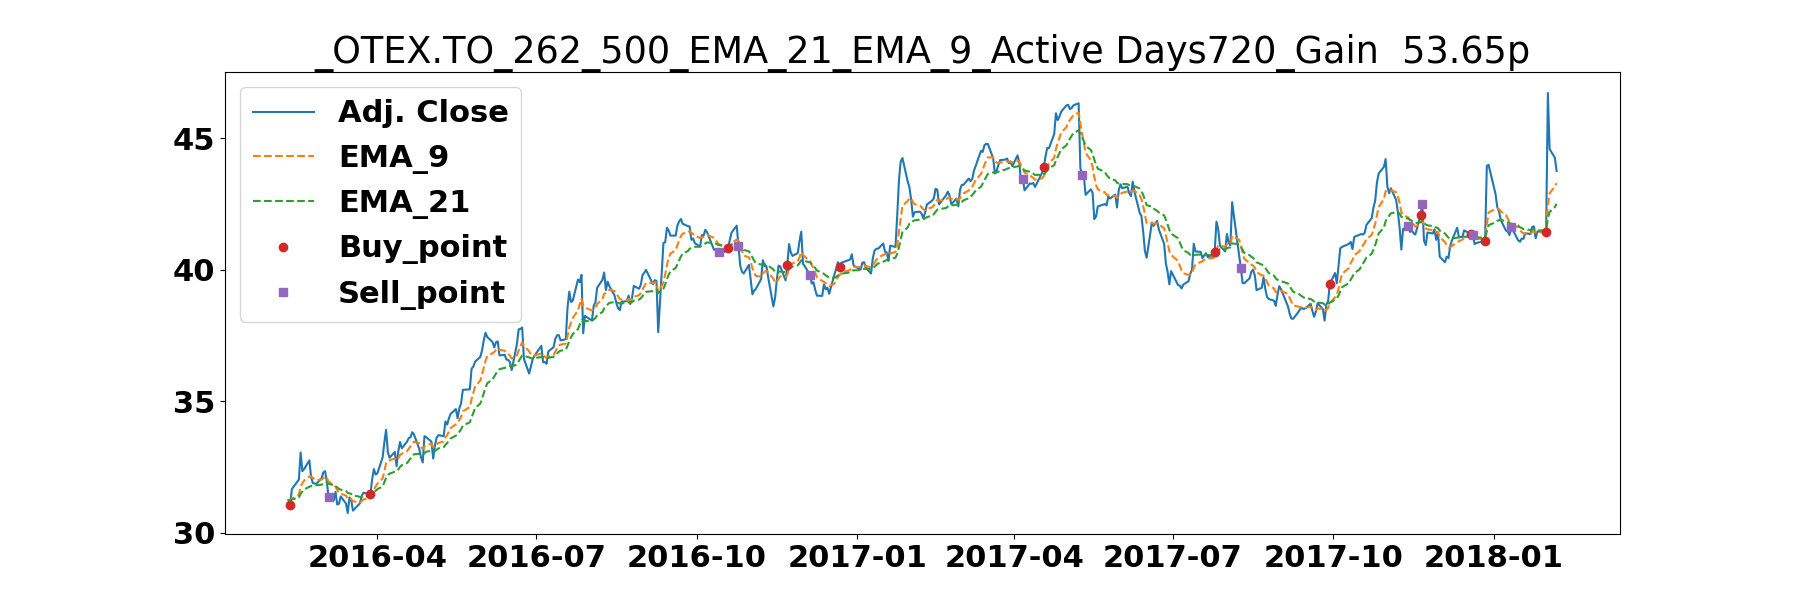 _OTEX.TO_262_500_EMA_21_EMA_9_Active Days720_Gain  53.65p
Adj. Close
EMA_9
EMA_21
Buy_point
Sell_point
45
40
35
30
2016-04 2016-07 2016-10 2017-01 2017-04 2017-07 2017-10 2018-01